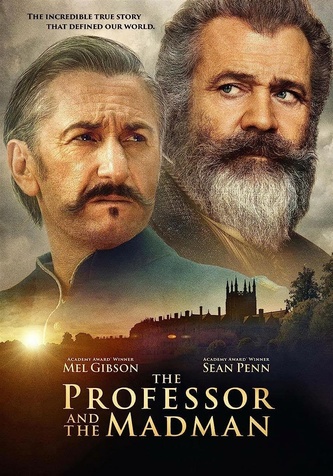 THE INCREDIBLE TRUE STORY
THAT DEFINED OUR WORLD.
ACADEMY AWARD® WINNER
MEL GIBSON
ACADEMY AWARD® WINNER
SEAN PENN
THE
PROFESSOR
AND THE MADMAN